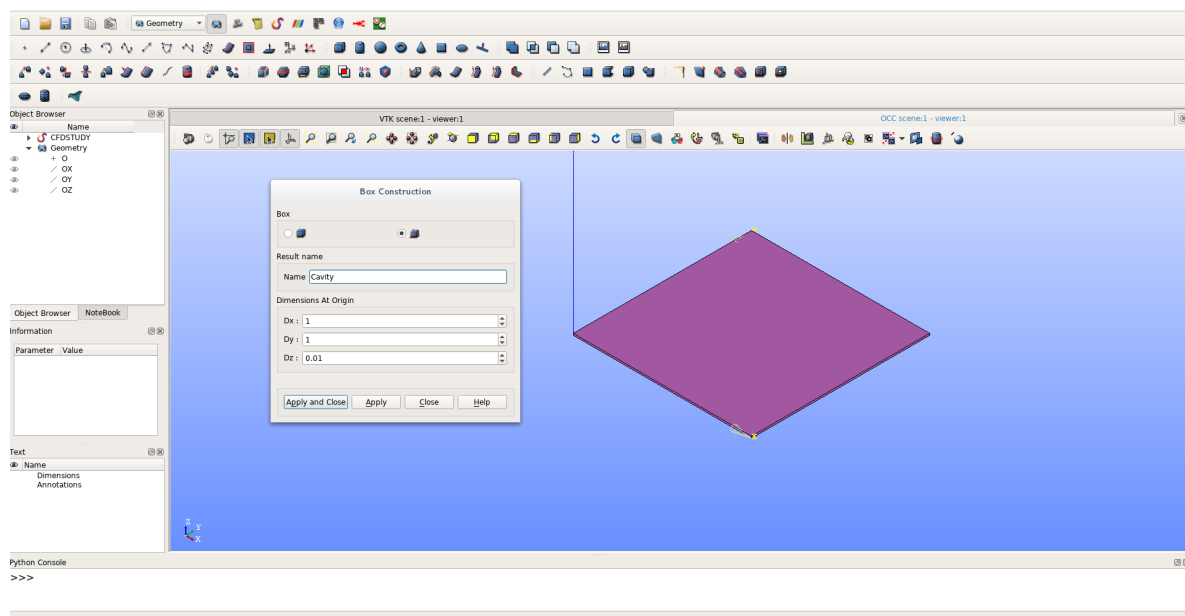 Geometry
Object Browser
Name
CFDSTUDY
Geometry
O
OX
OY
OZ
Object Browser
NoteBook
Information
Parameter Value
Text
Name
Dimensions
Annotations
VTK scene:1 - viewer:1
OCC scene:1 - viewer:1
Box Construction
Box
Result name
Name Cavity
Dimensions At Origin
Dx : 1
Dy : 1
Dz : 0.01
Apply and Close Apply Close Help
Z
Y
X
Python Console
>>>